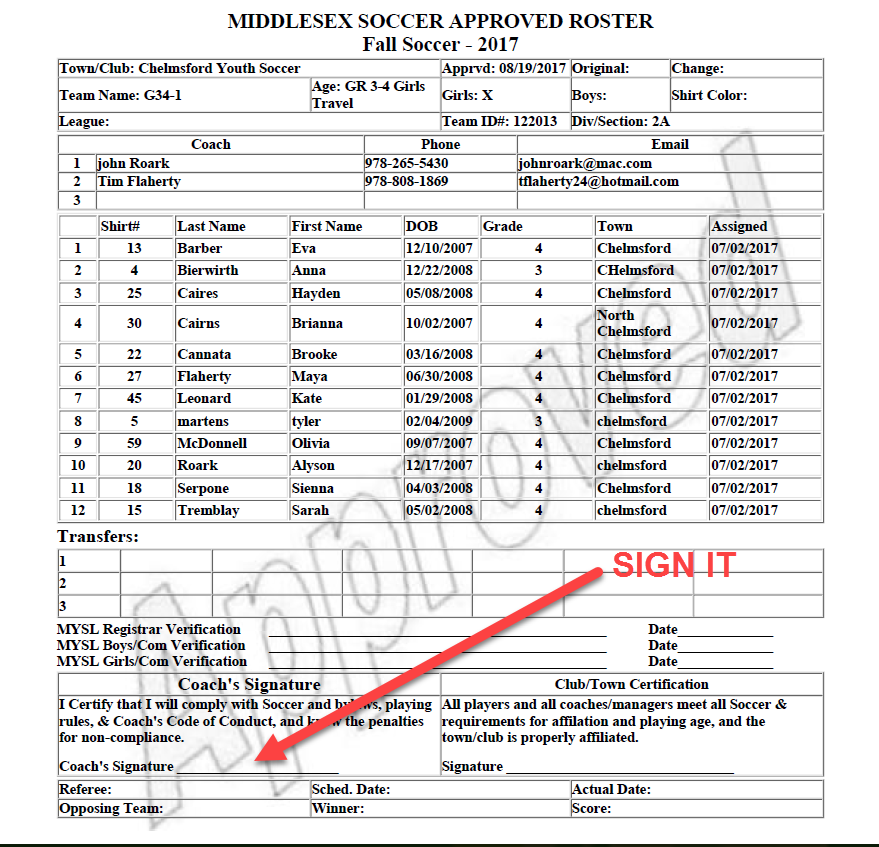 MIDDLESEX SOCCER APPROVED ROSTER
Fall Soccer - 2017
Town/Club: Chelmsford Youth Soccer Apprvd: 08/19/2017 Original: Change:
Team Name: G34-1 Age: GR 3-4 Girls Travel Girls: X Boys: Shirt Color:
League: Team ID#: 122013 Div/Section: 2A
Coach Phone Email
1 john Roark 978-265-5430 johnroark@mac.com
2 Tim Flaherty 978-808-1869 tflaherty24@hotmail.com
3
Shirt# Last Name First Name DOB Grade Town Assigned
1 13 Barber Eva 12/10/2007 4 Chelmsford 07/02/2017
2 4 Bierwirth Anna 12/22/2008 3 CHelmsford 07/02/2017
3 25 Caires Hayden 05/08/2008 4 Chelmsford 07/02/2017
4 30 Cairns Brianna 10/02/2007 4 North Chelmsford 07/02/2017
5 22 Cannata Brooke 03/16/2008 4 Chelmsford 07/02/2017
6 27 Flaherty Maya 06/30/2008 4 Chelmsford 07/02/2017
7 45 Leonard Kate 01/29/2008 4 Chelmsford 07/02/2017
8 5 martens tyler 02/04/2009 3 chelmsford 07/02/2017
9 59 McDonnell Olivia 09/07/2007 4 Chelmsford 07/02/2017
10 20 Roark Alyson 12/17/2007 4 chelmsford 07/02/2017
11 18 Serpone Sienna 04/03/2008 4 Chelmsford 07/02/2017
12 15 Tremblay Sarah 05/02/2008 4 chelmsford 07/02/2017
Approved
Transfers:
1
2
3
SIGN IT
MYSL Registrar Verification Date
MYSL Boys/Com Verification Date
MYSL Girls/Com Verification Date
Coach's Signature
I Certify that I will comply with Soccer and bylaws, playing
rules, & Coach's Code of Conduct, and know the penalties
for non-compliance.
Coach's Signature
Club/Town Certification
All players and all coaches/managers meet all Soccer &
requirements for affilation and playing age, and the
town/club is properly affiliated.
Signature
Referee: Sched. Date: Actual Date:
Opposing Team: Winner: Score: